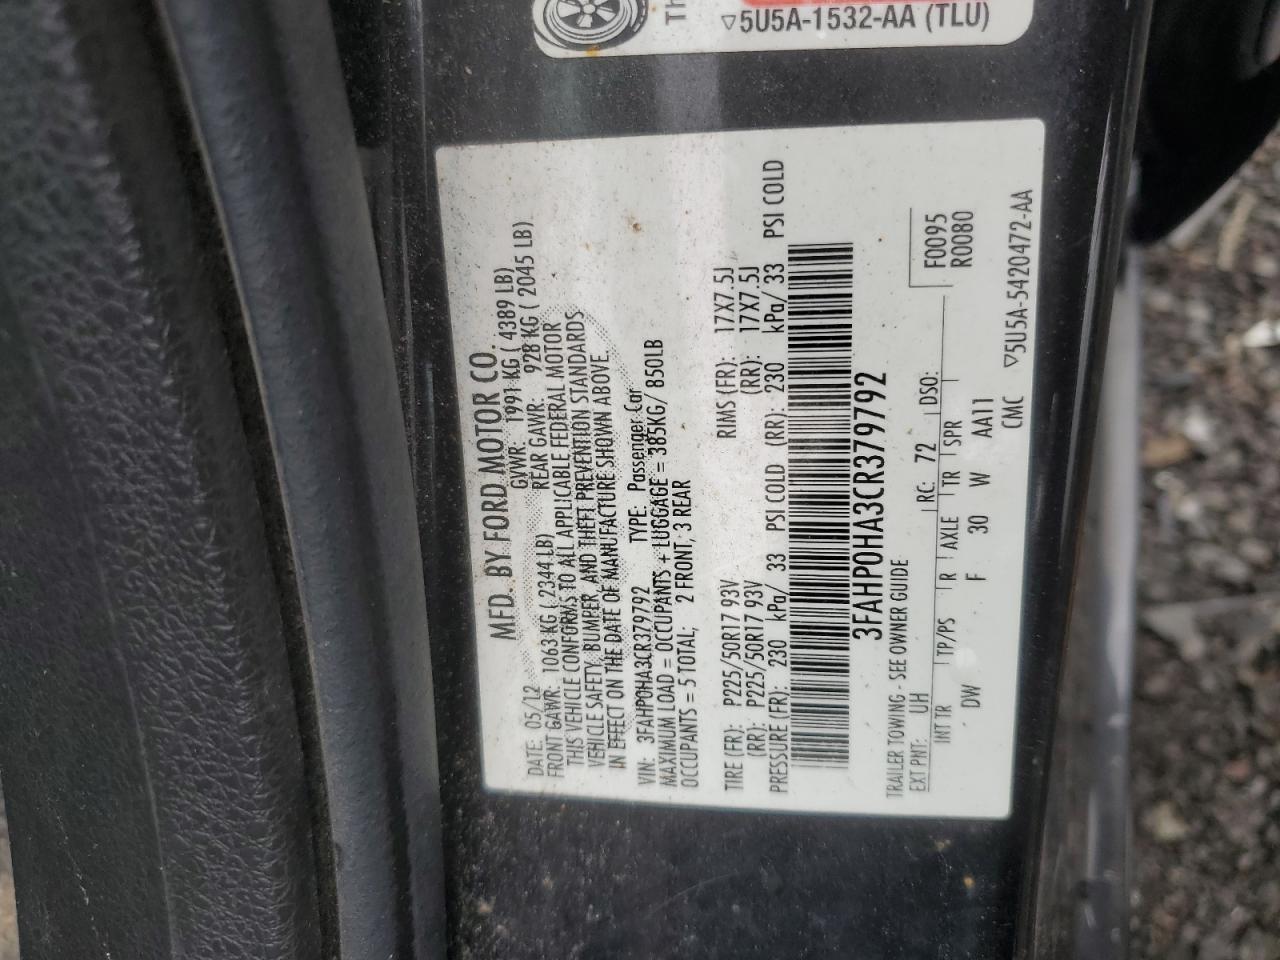 MFD. BY FORD MOTOR CO.
DATE: 05/12 GVWR: 1991 KG ( 4389 LB)
FRONT GAWR: 1063 KG ( 2344 LB) REAR GAWR: 928 KG ( 2045 LB)
THIS VEHICLE CONFORMS TO ALL APPLICABLE FEDERAL MOTOR
VEHICLE SAFETY, BUMPER, AND THEFT PREVENTION STANDARDS
IN EFFECT ON THE DATE OF MANUFACTURE SHOWN ABOVE.
VIN: 3FAHP0HA3CR379792 TYPE: Passenger Car
MAXIMUM LOAD = OCCUPANTS + LUGGAGE = 385KG/ 850LB
OCCUPANTS = 5 TOTAL, 2 FRONT, 3 REAR
TIRE (FR): P225/50R17 93V RIMS (FR): 17X7.5J
(RR): P225/50R17 93V (RR): 17X7.5J
PRESSURE (FR): 230 kPa/ 33 PSI COLD (RR): 230 kPa/ 33 PSI COLD
3FAHP0HA3CR379792
TRAILER TOWING - SEE OWNER GUIDE
F0095
R0080
EXT PNT: UH RC: 72 DSO:
INT TR TP/PS R AXLE TR SPR
DW F 30 W AA11
CMC ▽5U5A-5420472-AA
Th
▽5U5A-1532-AA (TLU)